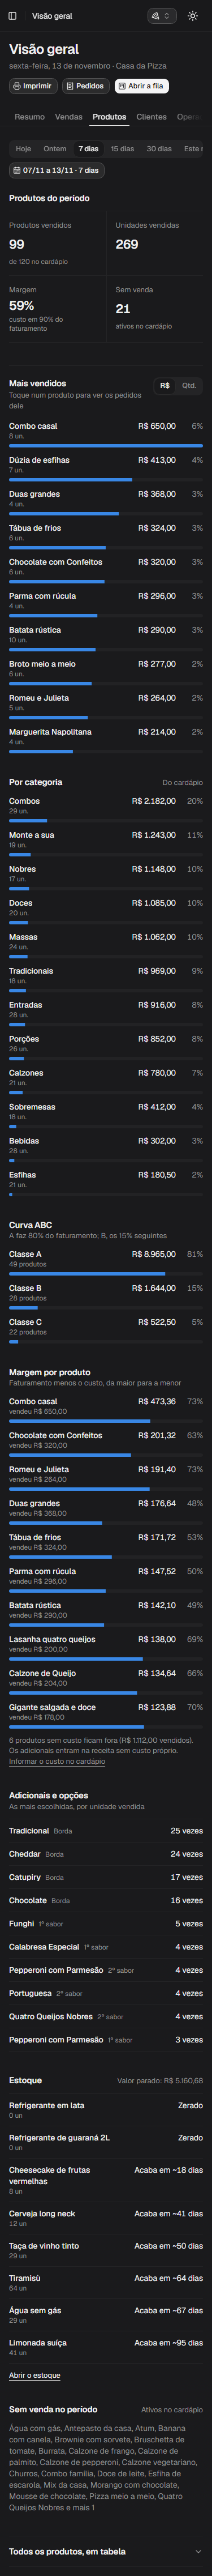 Visão geral
Visão geral
sexta-feira, 13 de novembro · Casa da Pizza
Imprimir
Pedidos
Abrir a fila
Resumo
Vendas
Produtos
Clientes
Opera
Hoje
Ontem
7 dias
15 dias
30 dias
Este
07/11 a 13/11 · 7 dias
Produtos do período
Produtos vendidos
99
de 120 no cardápio
Unidades vendidas
269
Margem
59%
custo em 90% do
faturamento
Sem venda
21
ativos no cardápio
Mais vendidos
Toque num produto para ver os pedidos
dele
R$
Qtd.
Combo casal R$ 650,00 6%
8 un.
Dúzia de esfihas R$ 413,00 4%
7 un.
Duas grandes R$ 368,00 3%
4 un.
Tábua de frios R$ 324,00 3%
6 un.
Chocolate com Confeitos R$ 320,00 3%
6 un.
Parma com rúcula R$ 296,00 3%
4 un.
Batata rústica R$ 290,00 3%
10 un.
Broto meio a meio R$ 277,00 2%
6 un.
Romeu e Julieta R$ 264,00 2%
5 un.
Marguerita Napolitana R$ 214,00 2%
4 un.
Por categoria
Do cardápio
Combos R$ 2.182,00 20%
29 un.
Monte a sua R$ 1.243,00 11%
19 un.
Nobres R$ 1.148,00 10%
17 un.
Doces R$ 1.085,00 10%
20 un.
Massas R$ 1.062,00 10%
24 un.
Tradicionais R$ 969,00 9%
18 un.
Entradas R$ 916,00 8%
28 un.
Porções R$ 852,00 8%
26 un.
Calzones R$ 780,00 7%
21 un.
Sobremesas R$ 412,00 4%
18 un.
Bebidas R$ 302,00 3%
28 un.
Esfihas R$ 180,50 2%
21 un.
Curva ABC
A faz 80% do faturamento; B, os 15% seguintes
Classe A R$ 8.965,00 81%
49 produtos
Classe B R$ 1.644,00 15%
28 produtos
Classe C R$ 522,50 5%
22 produtos
Margem por produto
Faturamento menos o custo, da maior para a menor
Combo casal R$ 473,36 73%
vendeu R$ 650,00
Chocolate com Confeitos R$ 201,32 63%
vendeu R$ 320,00
Romeu e Julieta R$ 191,40 73%
vendeu R$ 264,00
Duas grandes R$ 176,64 48%
vendeu R$ 368,00
Tábua de frios R$ 171,72 53%
vendeu R$ 324,00
Parma com rúcula R$ 147,52 50%
vendeu R$ 296,00
Batata rústica R$ 142,10 49%
vendeu R$ 290,00
Lasanha quatro queijos R$ 138,00 69%
vendeu R$ 200,00
Calzone de Queijo R$ 134,64 66%
vendeu R$ 204,00
Gigante salgada e doce R$ 123,88 70%
vendeu R$ 178,00
6 produtos sem custo ficam fora (R$ 1.112,00 vendidos).
Os adicionais entram na receita sem custo próprio.
Informar o custo no cardápio
Adicionais e opções
As mais escolhidas, por unidade vendida
Tradicional Borda 25 vezes
Cheddar Borda 24 vezes
Catupiry Borda 17 vezes
Chocolate Borda 16 vezes
Funghi 1º sabor 5 vezes
Calabresa Especial 1º sabor 4 vezes
Pepperoni com Parmesão 2º sabor 4 vezes
Portuguesa 2º sabor 4 vezes
Quatro Queijos Nobres 2º sabor 4 vezes
Pepperoni com Parmesão 1º sabor 3 vezes
Estoque Valor parado: R$ 5.160,68
Refrigerante em lata Zerado
0 un
Refrigerante de guaraná 2L Zerado
0 un
Cheesecake de frutas Acaba em ~18 dias
vermelhas
8 un
Cerveja long neck Acaba em ~41 dias
12 un
Taça de vinho tinto Acaba em ~50 dias
29 un
Tiramisù Acaba em ~64 dias
64 un
Água sem gás Acaba em ~67 dias
29 un
Limonada suíça Acaba em ~95 dias
41 un
Abrir o estoque
Sem venda no período Ativos no cardápio
Água com gás, Antepasto da casa, Atum, Banana
com canela, Brownie com sorvete, Bruschetta de
tomate, Burrata, Calzone de frango, Calzone de
palmito, Calzone de pepperoni, Calzone vegetariano,
Churros, Combo família, Doce de leite, Esfiha de
escarola, Mix da casa, Morango com chocolate,
Mousse de chocolate, Pizza meio a meio, Quatro
Queijos Nobres e mais 1
Todos os produtos, em tabela